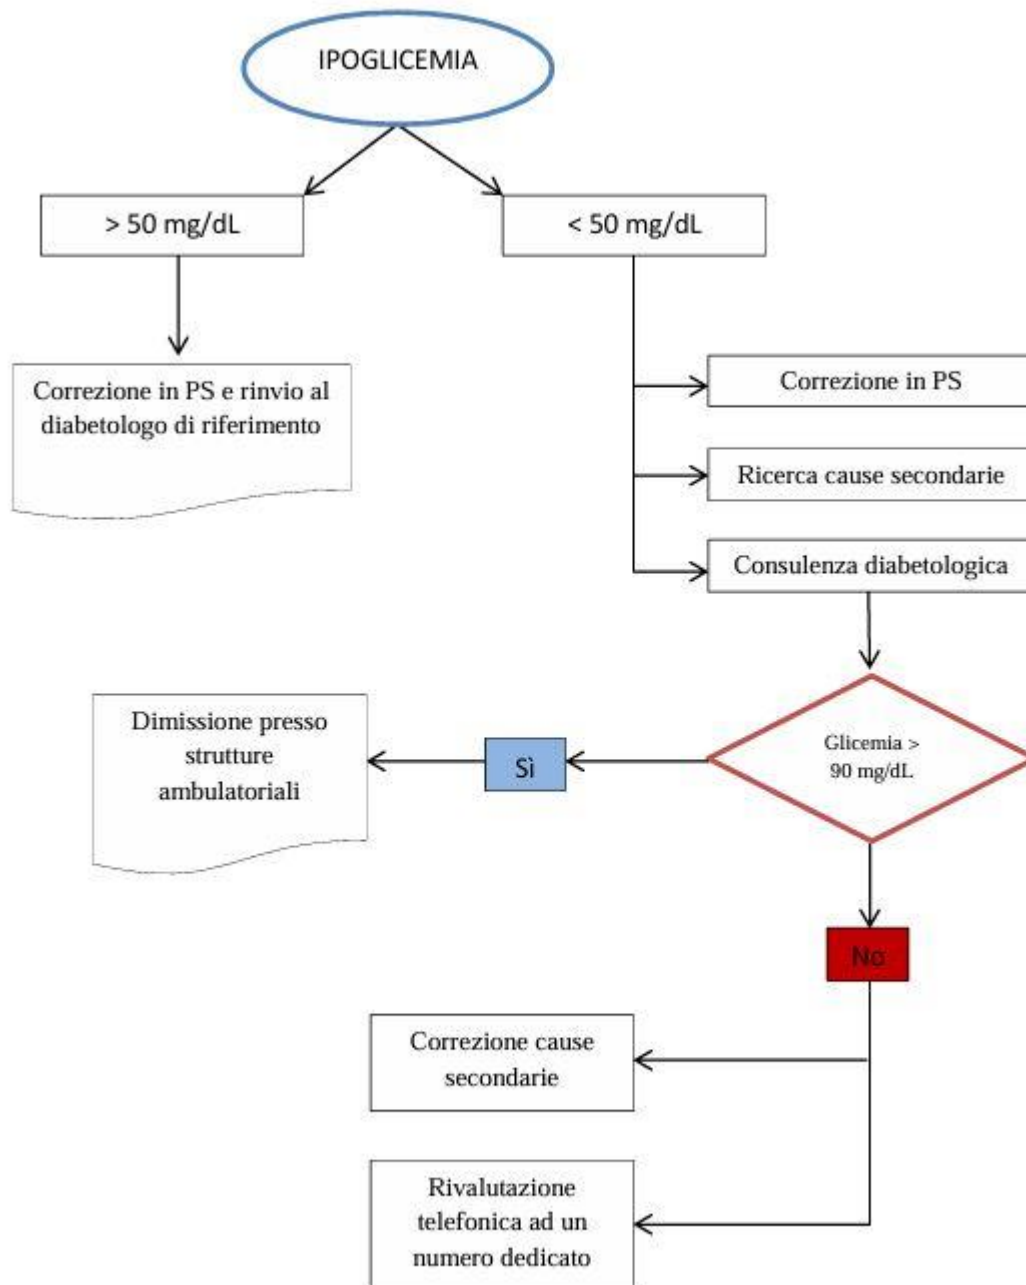 IPOGLICEMIA
> 50 mg/dL
< 50 mg/dL
Correzione in PS e rinvio al
diabetologo di riferimento
Correzione in PS
Ricerca cause secondarie
Consulenza diabetologica
Glicemia >
90 mg/dL
Sì
Dimissione presso
strutture
ambulatoriali
No
Correzione cause
secondarie
Rivalutazione
telefonica ad un
numero dedicato